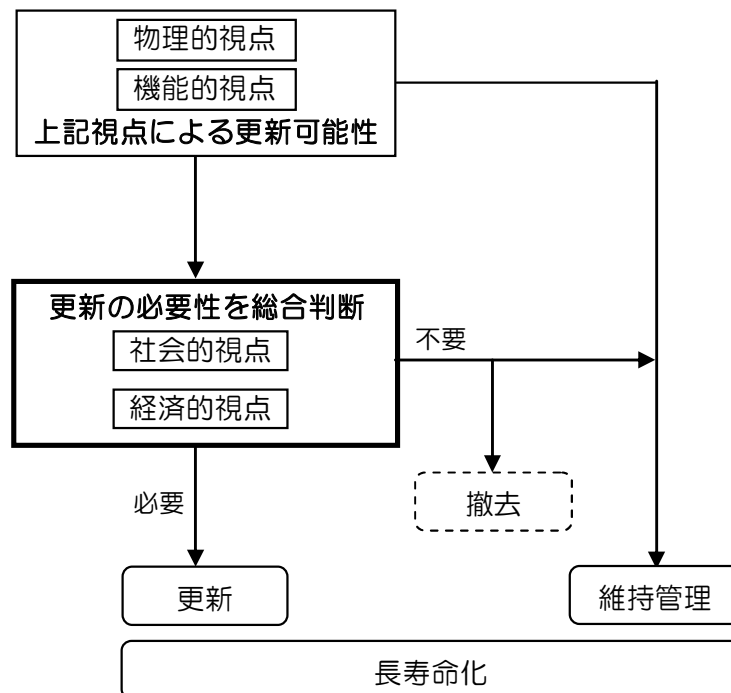 物理的視点
機能的視点
上記視点による更新可能性
更新の必要性を総合判断
社会的視点
経済的視点
不要
必要
撤去
更新
維持管理
長寿命化